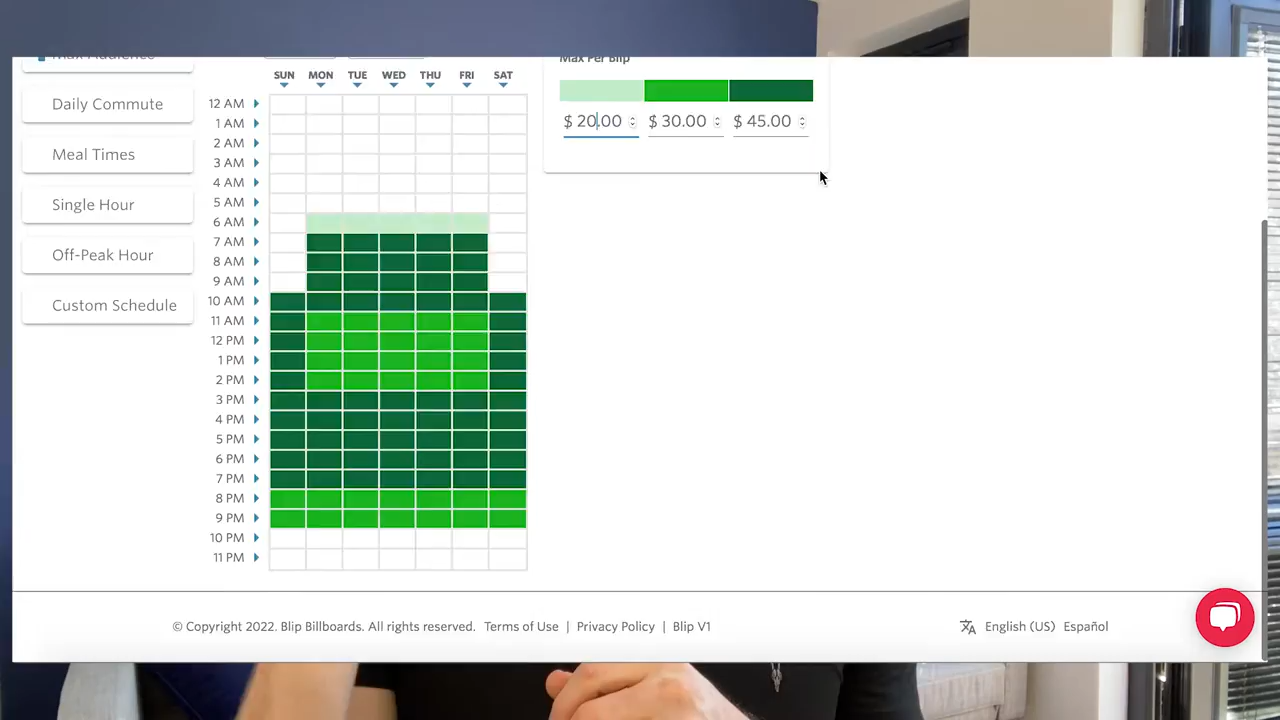 Max Audience
Daily Commute
Meal Times
Single Hour
Off-Peak Hour
Custom Schedule
SUN MON TUE WED THU FRI SAT
12 AM
1 AM
2 AM
3 AM
4 AM
5 AM
6 AM
7 AM
8 AM
9 AM
10 AM
11 AM
12 PM
1 PM
2 PM
3 PM
4 PM
5 PM
6 PM
7 PM
8 PM
9 PM
10 PM
11 PM
Max Per Blip
$ 20.00 $ 30.00 $ 45.00
© Copyright 2022. Blip Billboards. All rights reserved. Terms of Use | Privacy Policy | Blip V1
English (US) Español